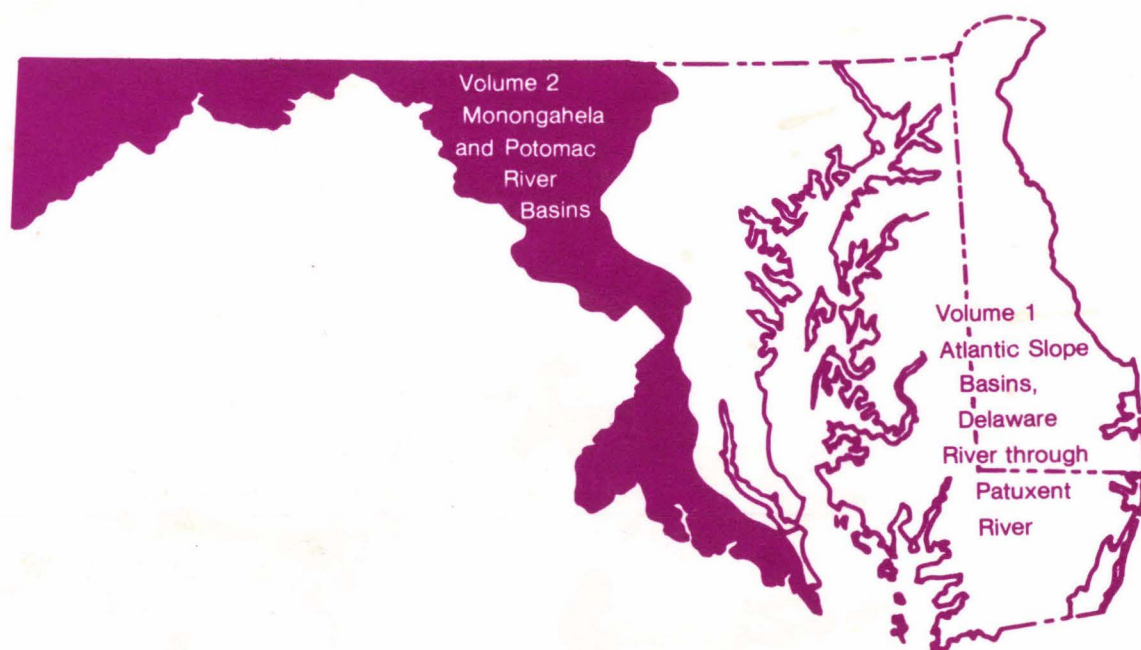 Volume 2
Monongahela
and Potomac
River
Basins
Volume 1
Atlantic Slope
Basins,
Delaware
River through
Patuxent
River